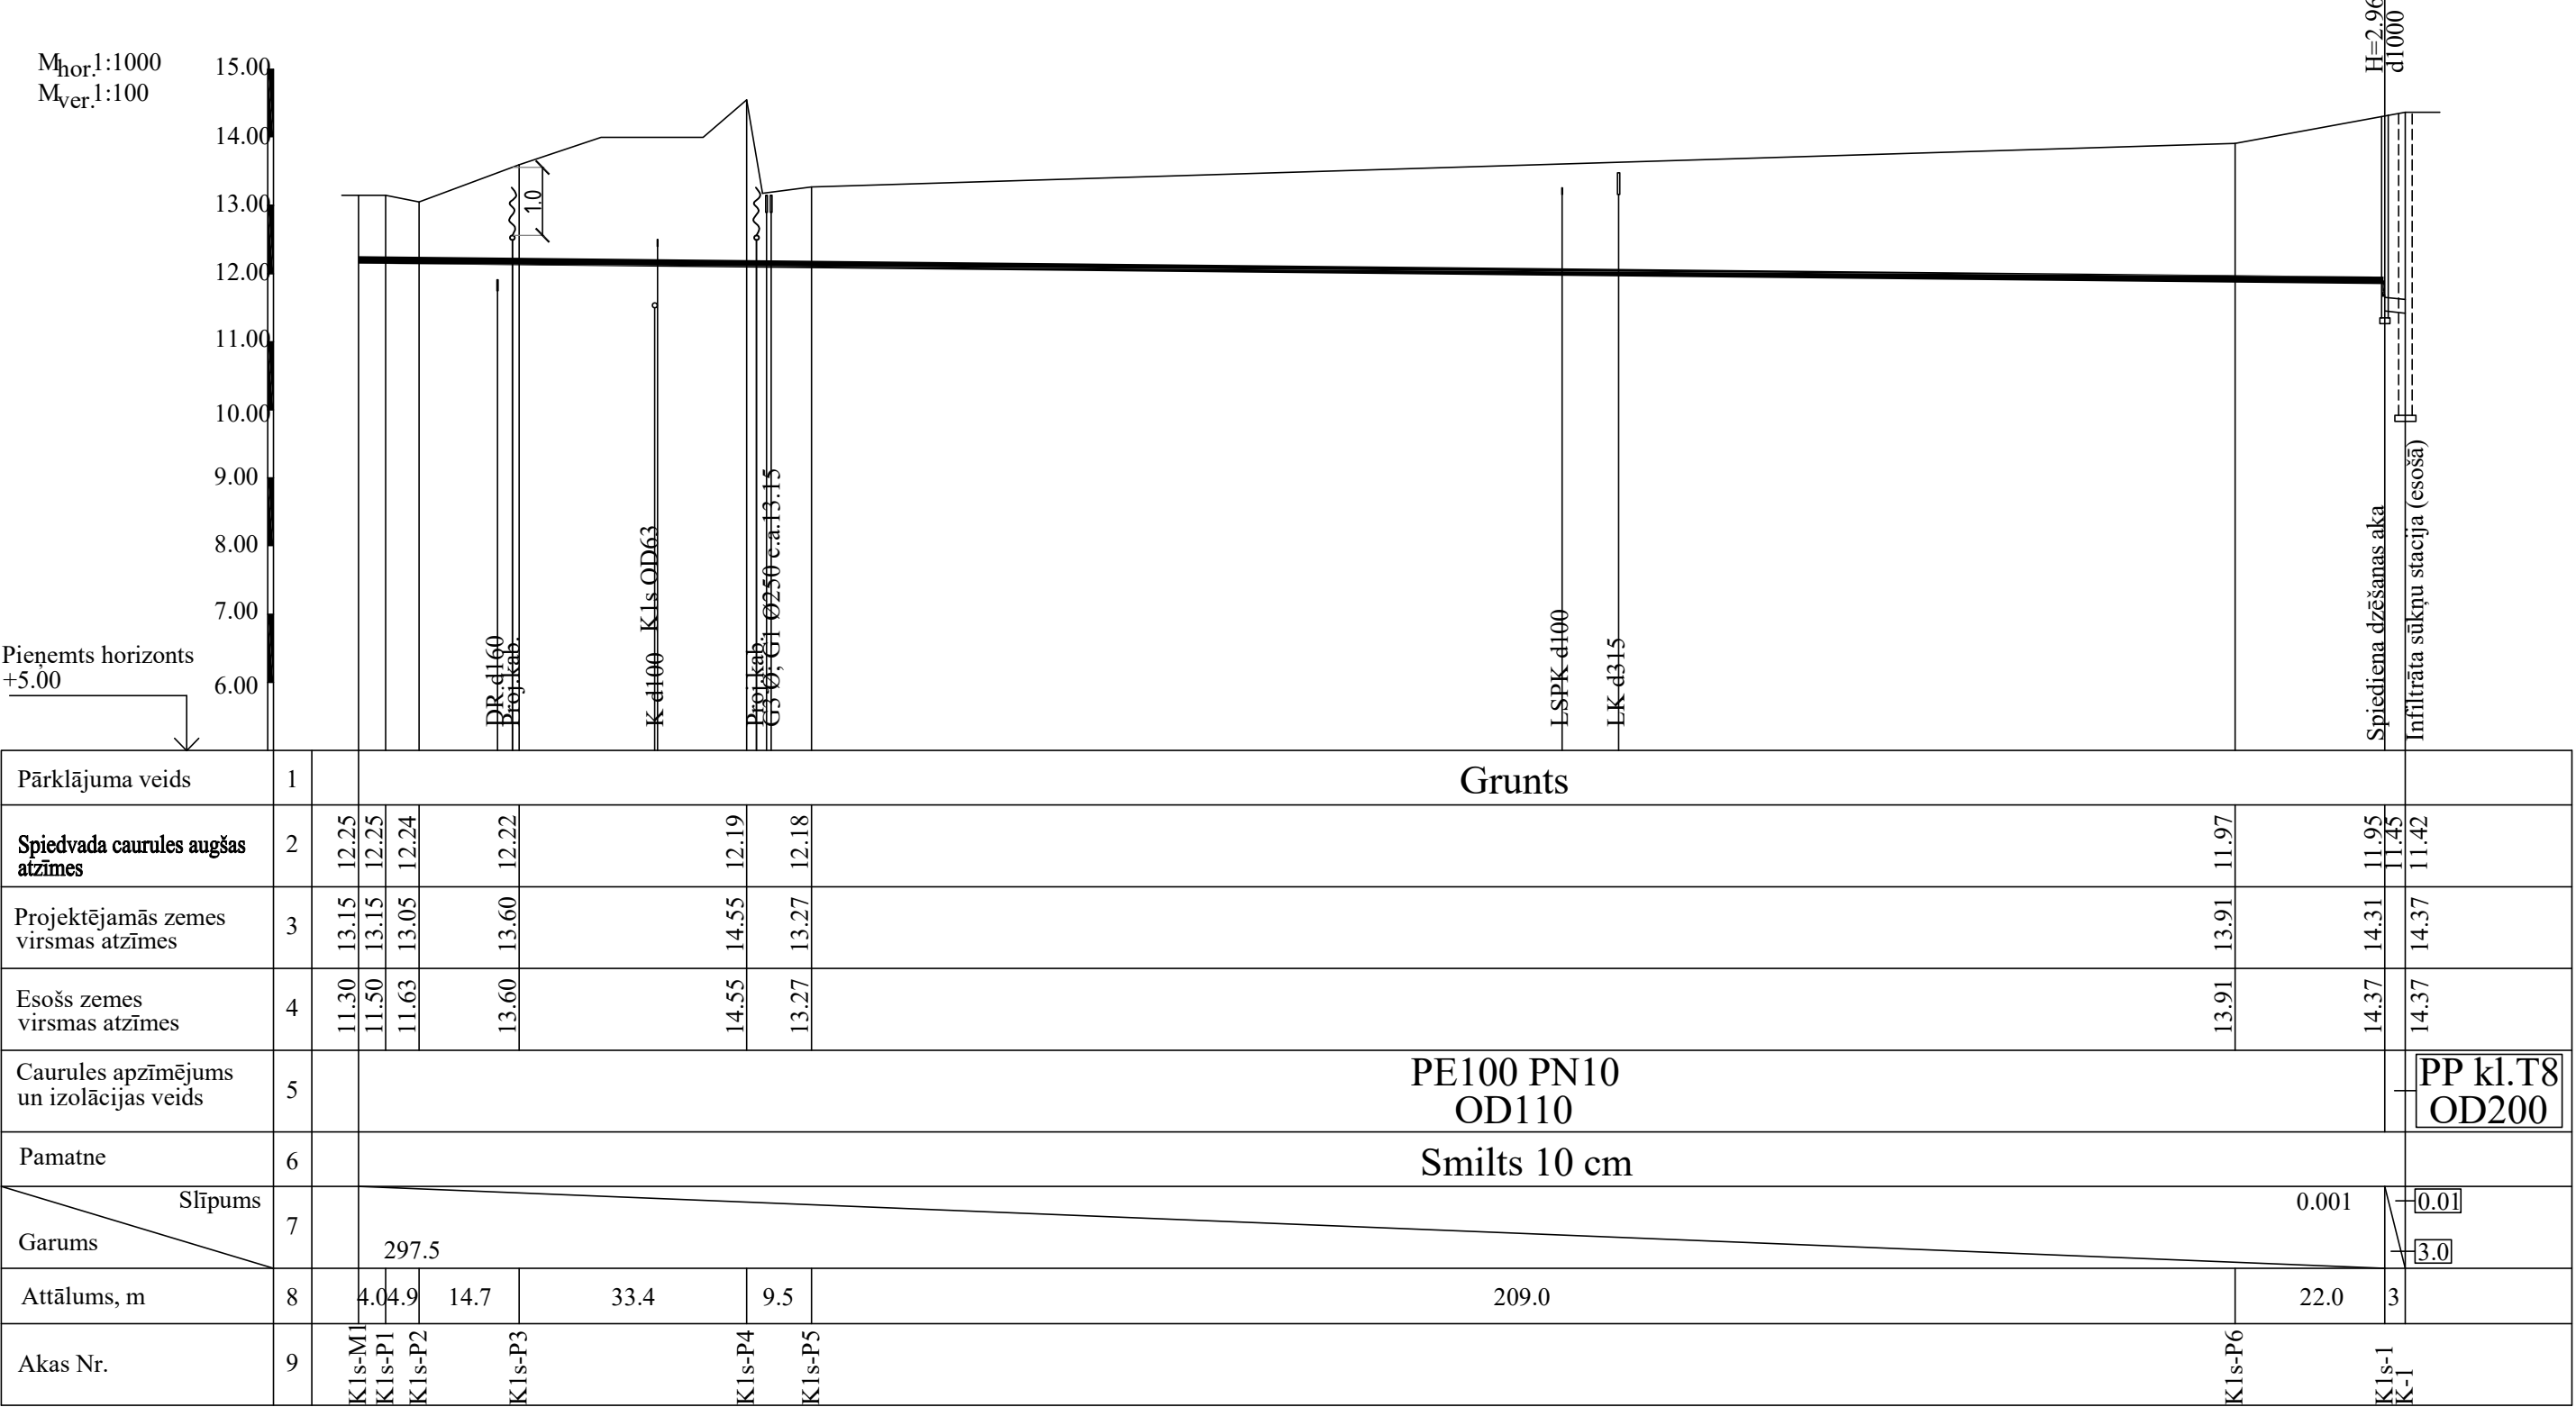 Mhor.1:1000
Mver.1:100
15.00
14.00
13.00
12.00
11.00
10.00
9.00
8.00
7.00
6.00
Pieņemts horizonts
+5.00
1.0
DR.d160
Proj.kab.
K1s OD63
K d100
Proj.kab.
G3 Ø; G1 Ø250 c.a.13.15
LSPK d100
LK d315
H=2.96
d1000
Spiediena dzēšanas aka
Infiltrāta sūkņu stacija (esošā)
Pārklājuma veids 1 Grunts
Spiedvada caurules augšas
atzīmes
2 12.25 12.25 12.24 12.22 12.19 12.18 11.97 11.95 11.45 11.42
Projektējamās zemes
virsmas atzīmes
3 13.15 13.15 13.05 13.60 14.55 13.27 13.91 14.31 14.37
Esošs zemes
virsmas atzīmes
4 11.30 11.50 11.63 13.60 14.55 13.27 13.91 14.37 14.37
Caurules apzīmējums
un izolācijas veids
5
PE100 PN10
OD110
PP kl.T8
OD200
Pamatne 6 Smilts 10 cm
Slīpums
Garums
7
0.001
297.5
0.01
3.0
Attālums, m 8 4.0 4.9 14.7 33.4 9.5 209.0 22.0 3
Akas Nr. 9 K1s-M1 K1s-P1 K1s-P2 K1s-P3 K1s-P4 K1s-P5 K1s-P6 K1s-1 K-1